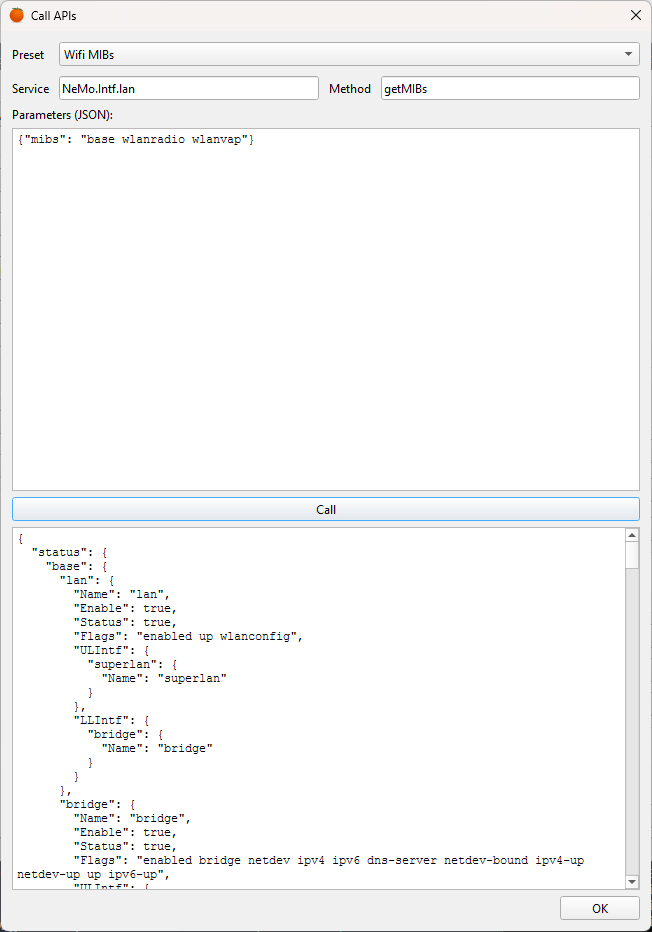 Call APIs
Preset Wifi MIBs
Service NeMo.Intf.lan Method getMIBs
Parameters (JSON):
{"mibs": "base wlanradio wlanvap"}
Call
{
  "status": {
    "base": {
      "lan": {
        "Name": "lan",
        "Enable": true,
        "Status": true,
        "Flags": "enabled up wlanconfig",
        "ULIntf": {
          "superlan": {
            "Name": "superlan"
          }
        },
        "LLIntf": {
          "bridge": {
            "Name": "bridge"
          }
        }
      },
      "bridge": {
        "Name": "bridge",
        "Enable": true,
        "Status": true,
        "Flags": "enabled bridge netdev ipv4 ipv6 dns-server netdev-bound ipv4-up
netdev-up up ipv6-up",
        "ULIntf": {
OK